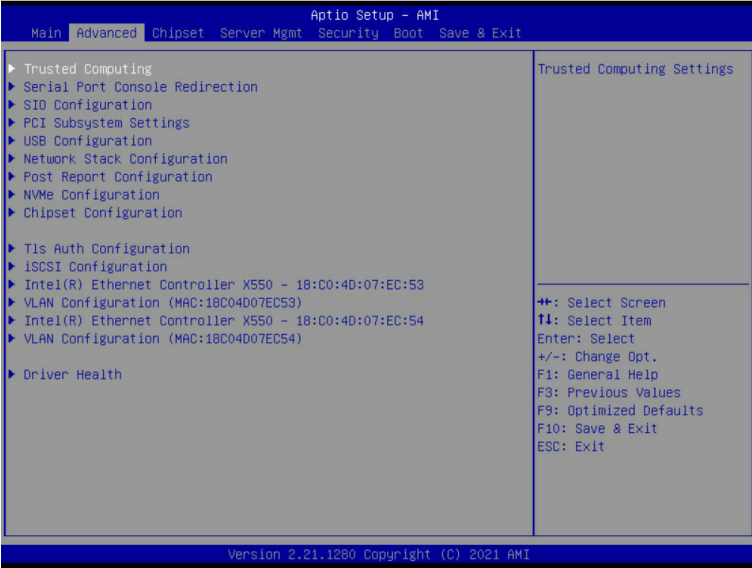 Aptio Setup – AMI
Main Advanced Chipset Server Mgmt Security Boot Save & Exit
Trusted Computing
Serial Port Console Redirection
SIO Configuration
PCI Subsystem Settings
USB Configuration
Network Stack Configuration
Post Report Configuration
NVMe Configuration
Chipset Configuration
Tls Auth Configuration
iSCSI Configuration
Intel(R) Ethernet Controller X550 – 18:C0:4D:07:EC:53
VLAN Configuration (MAC:18C04D07EC53)
Intel(R) Ethernet Controller X550 – 18:C0:4D:07:EC:54
VLAN Configuration (MAC:18C04D07EC54)
Driver Health
Trusted Computing Settings
→←: Select Screen
↑↓: Select Item
Enter: Select
+/-: Change Opt.
F1: General Help
F3: Previous Values
F9: Optimized Defaults
F10: Save & Exit
ESC: Exit
Version 2.21.1280 Copyright (C) 2021 AMI